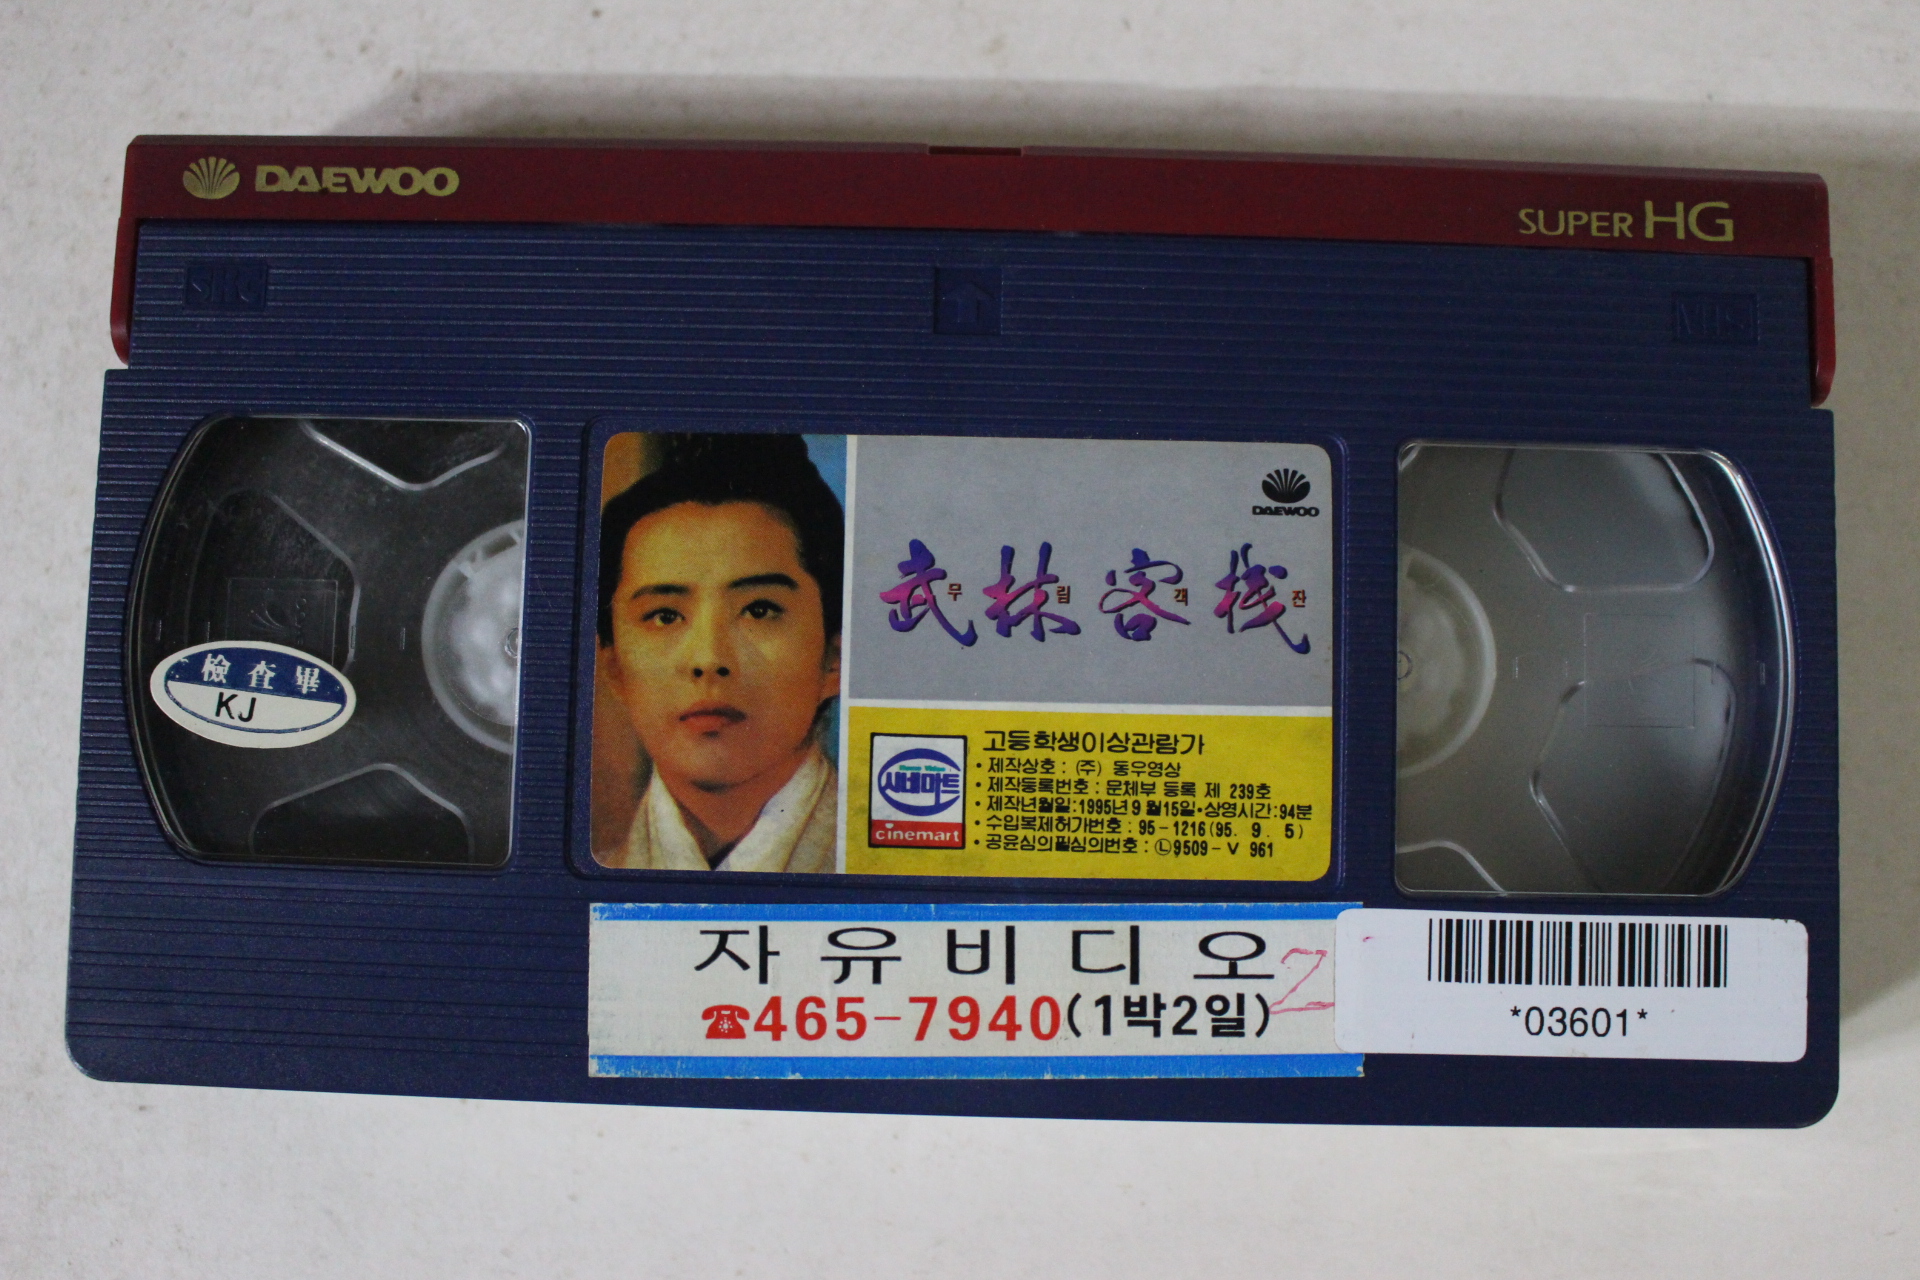 DAEWOO
SUPER HG
VHS
VHS
DAEWOO
武무 林림 客객 棧잔
檢査畢
KJ
고등학생이상관람가
• 제작상호 : (주) 동우영상
• 제작등록번호 : 문체부 등록 제 239호
• 제작년월일:1995년 9월15일•상영시간:94분
• 수입복제허가번호 : 95-1216(95. 9. 5)
• 공윤심의필심의번호 : Ⓛ9509-V 961
Home Video
시네마트
cinemart
자유비디오
☎465-7940(1박2일)
2
*03601*